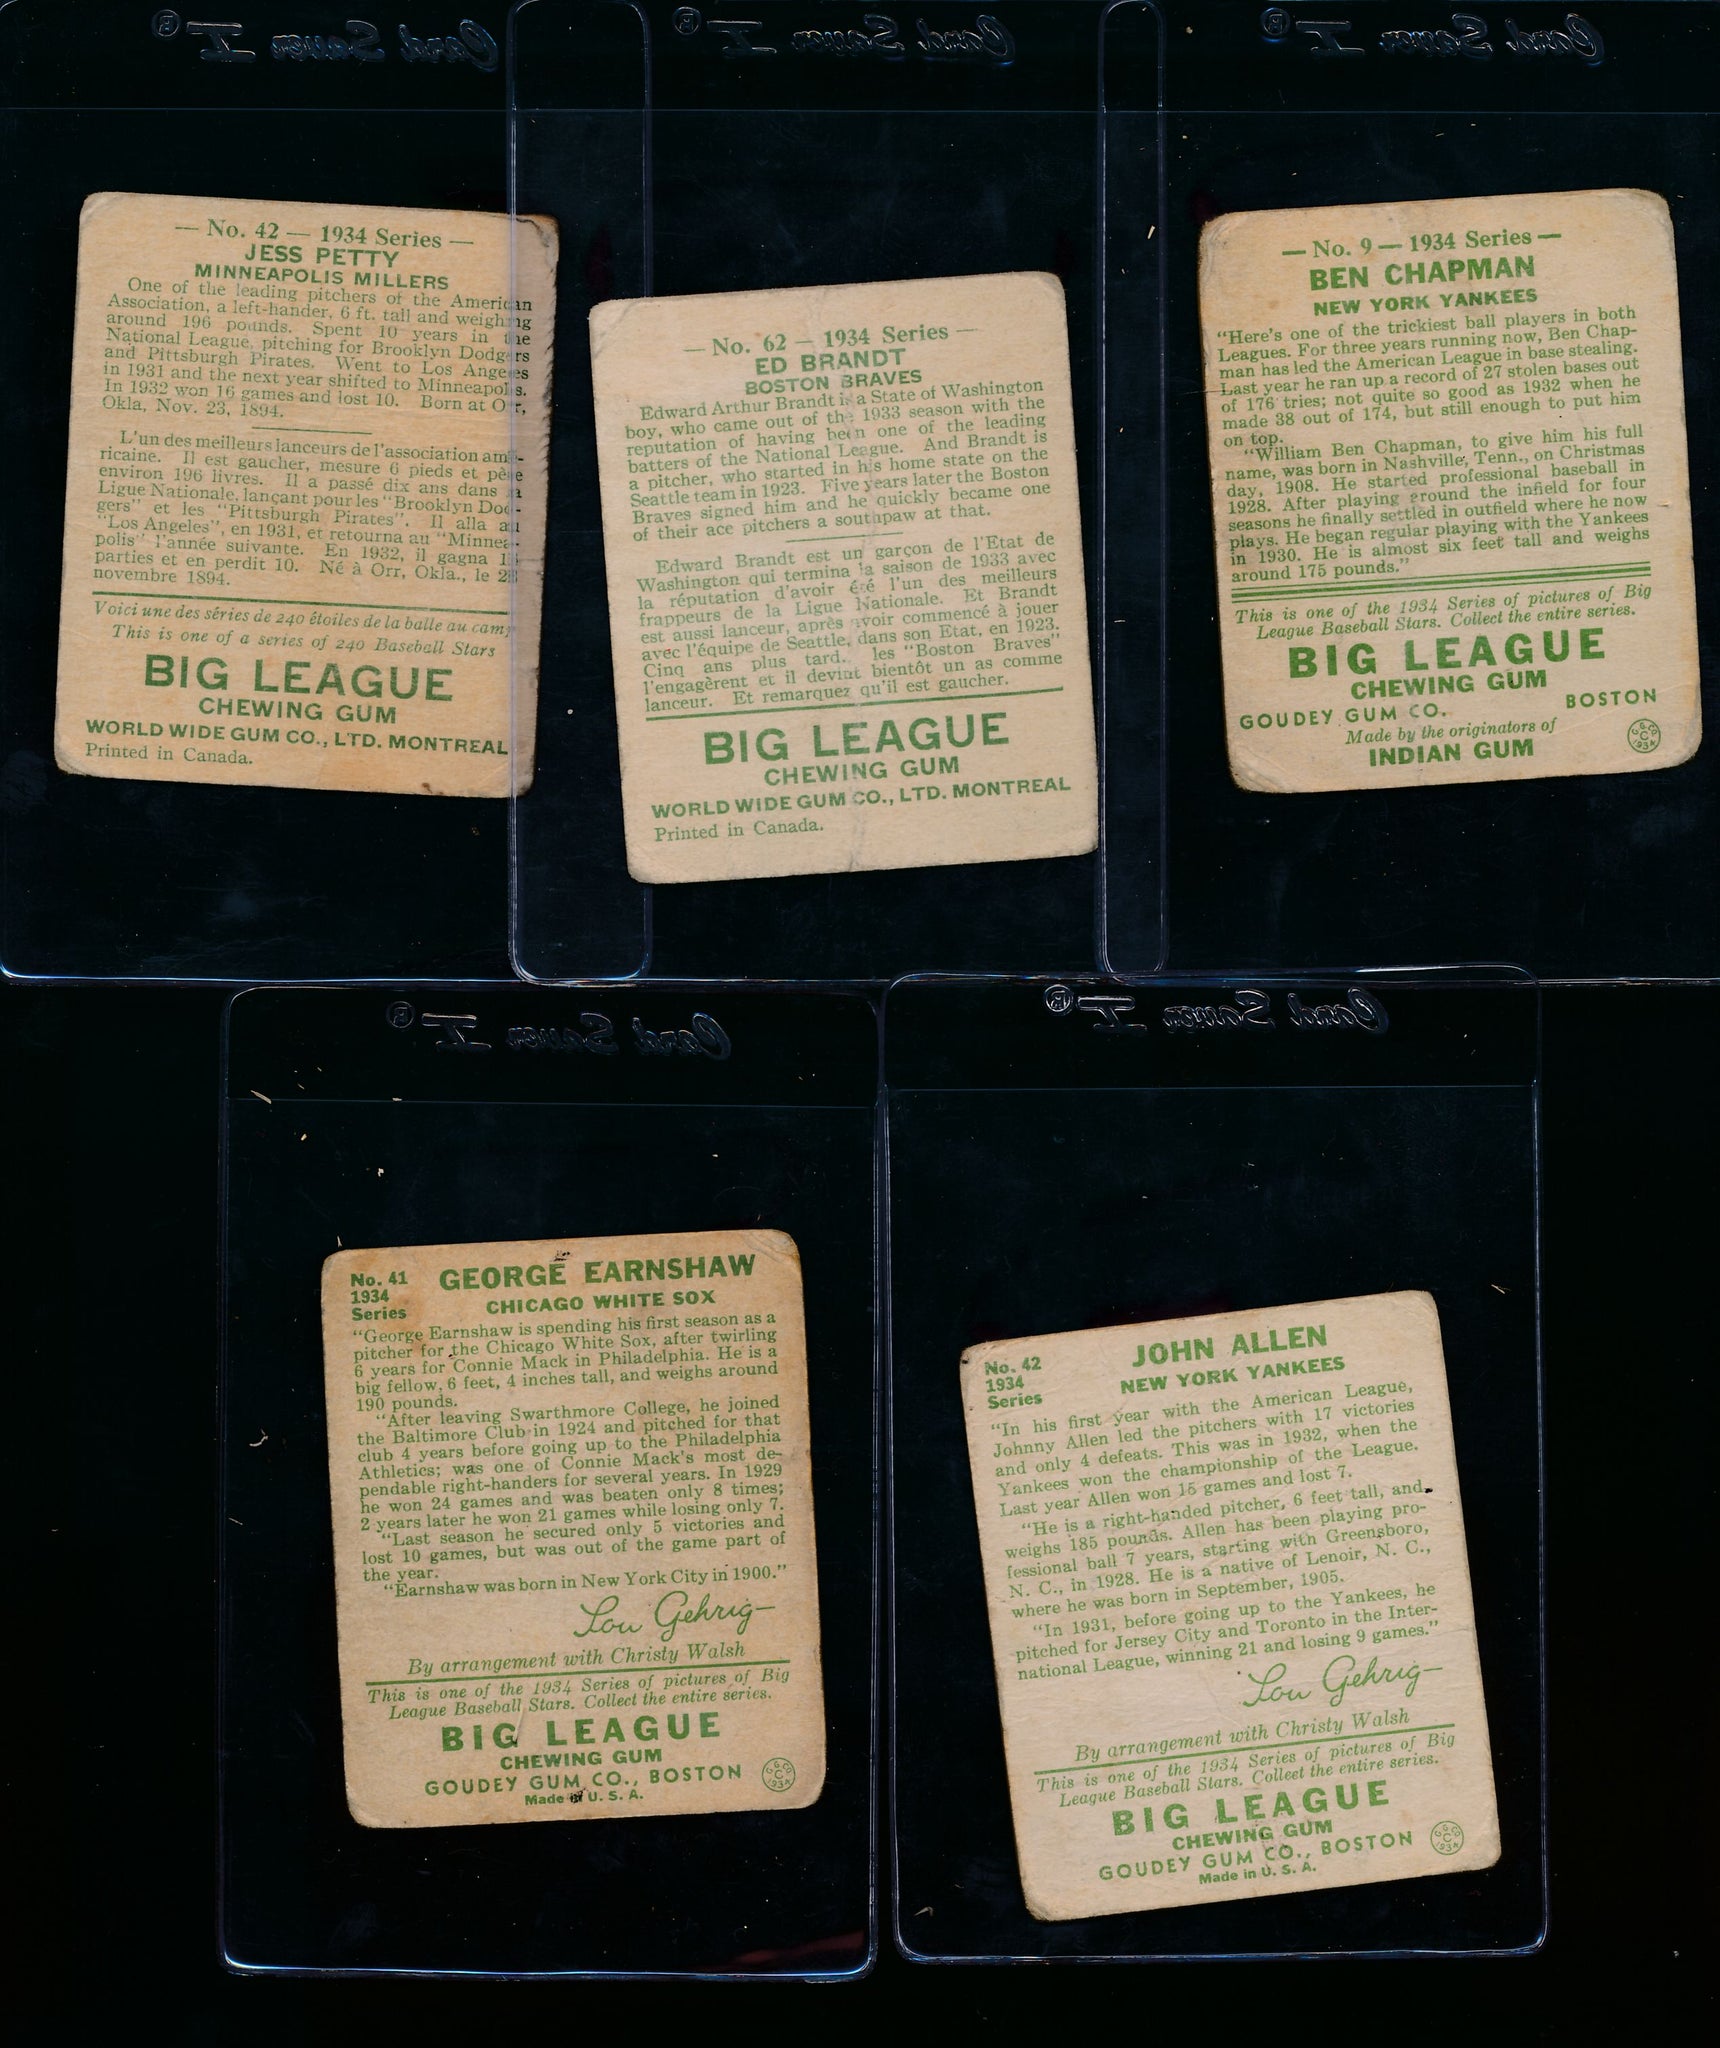 Card Saver I ®
Card Saver I ®
Card Saver I ®
— No. 42 — 1934 Series —
JESS PETTY
MINNEAPOLIS MILLERS
One of the leading pitchers of the American
Association, a left-hander, 6 ft. tall and weighing
around 196 pounds. Spent 10 years in the
National League, pitching for Brooklyn Dodgers
and Pittsburgh Pirates. Went to Los Angeles
in 1931 and the next year shifted to Minneapolis.
In 1932 won 16 games and lost 10. Born at Orr,
Okla, Nov. 23, 1894.
L'un des meilleurs lanceurs de l'association amé-
ricaine. Il est gaucher, mesure 6 pieds et pèse
environ 196 livres. Il a passé dix ans dans la
Ligue Nationale, lançant pour les "Brooklyn Dod-
gers" et les "Pittsburgh Pirates". Il alla au
"Los Angeles", en 1931, et retourna au "Minnea-
polis" l'année suivante. En 1932, il gagna 16
parties et en perdit 10. Né à Orr, Okla., le 23
novembre 1894.
Voici une des séries de 240 étoiles de la balle au camp
This is one of a series of 240 Baseball Stars
BIG LEAGUE
CHEWING GUM
WORLD WIDE GUM CO., LTD. MONTREAL
Printed in Canada.
— No. 62 — 1934 Series —
ED BRANDT
BOSTON BRAVES
Edward Arthur Brandt is a State of Washington
boy, who came out of the 1933 season with the
reputation of having been one of the leading
batters of the National League. And Brandt is
a pitcher, who started in his home state on the
Seattle team in 1923. Five years later the Boston
Braves signed him and he quickly became one
of their ace pitchers a southpaw at that.
Edward Brandt est un garçon de l'Etat de
Washington qui termina la saison de 1933 avec
la réputation d'avoir été l'un des meilleurs
frappeurs de la Ligue Nationale. Et Brandt
est aussi lanceur, après avoir commencé à jouer
avec l'équipe de Seattle, dans son Etat, en 1923.
Cinq ans plus tard, les "Boston Braves"
l'engagèrent et il devint bientôt un as comme
lanceur. Et remarquez qu'il est gaucher.
BIG LEAGUE
CHEWING GUM
WORLD WIDE GUM CO., LTD. MONTREAL
Printed in Canada.
— No. 9 — 1934 Series —
BEN CHAPMAN
NEW YORK YANKEES
"Here's one of the trickiest ball players in both
Leagues. For three years running now, Ben Chap-
man has led the American League in base stealing.
Last year he ran up a record of 27 stolen bases out
of 176 tries; not quite so good as 1932 when he
made 38 out of 174, but still enough to put him
on top.
"William Ben Chapman, to give him his full
name, was born in Nashville, Tenn., on Christmas
day, 1908. He started professional baseball in
1928. After playing ground the infield for four
seasons he finally settled in outfield where he now
plays. He began regular playing with the Yankees
in 1930. He is almost six feet tall and weighs
around 175 pounds."
This is one of the 1934 Series of pictures of Big
League Baseball Stars. Collect the entire series.
BIG LEAGUE
CHEWING GUM
GOUDEY GUM CO. BOSTON
Made by the originators of
INDIAN GUM
G. G. CO.
C
1934
Card Saver I ®
Card Saver I ®
No. 41
1934
Series
GEORGE EARNSHAW
CHICAGO WHITE SOX
"George Earnshaw is spending his first season as a
pitcher for the Chicago White Sox, after twirling
6 years for Connie Mack in Philadelphia. He is a
big fellow, 6 feet, 4 inches tall, and weighs around
190 pounds.
"After leaving Swarthmore College, he joined
the Baltimore Club in 1924 and pitched for that
club 4 years before going up to the Philadelphia
Athletics; was one of Connie Mack's most de-
pendable right-handers for several years. In 1929
he won 24 games and was beaten only 8 times;
2 years later he won 21 games while losing only 7.
"Last season he secured only 5 victories and
lost 10 games, but was out of the game part of
the year.
"Earnshaw was born in New York City in 1900."
Lou Gehrig
By arrangement with Christy Walsh
This is one of the 1934 Series of pictures of Big
League Baseball Stars. Collect the entire series.
BIG LEAGUE
CHEWING GUM
GOUDEY GUM CO., BOSTON
Made in U. S. A.
G. G. CO.
C
1934
No. 42
1934
Series
JOHN ALLEN
NEW YORK YANKEES
"In his first year with the American League,
Johnny Allen led the pitchers with 17 victories
and only 4 defeats. This was in 1932, when the
Yankees won the championship of the League.
Last year Allen won 15 games and lost 7.
"He is a right-handed pitcher, 6 feet tall, and
weighs 185 pounds. Allen has been playing pro-
fessional ball 7 years, starting with Greensboro,
N. C., in 1928. He is a native of Lenoir, N. C.,
where he was born in September, 1905.
"In 1931, before going up to the Yankees, he
pitched for Jersey City and Toronto in the Inter-
national League, winning 21 and losing 9 games."
Lou Gehrig
By arrangement with Christy Walsh
This is one of the 1934 Series of pictures of Big
League Baseball Stars. Collect the entire series.
BIG LEAGUE
CHEWING GUM
GOUDEY GUM CO., BOSTON
Made in U. S. A.
G. G. CO.
C
1934